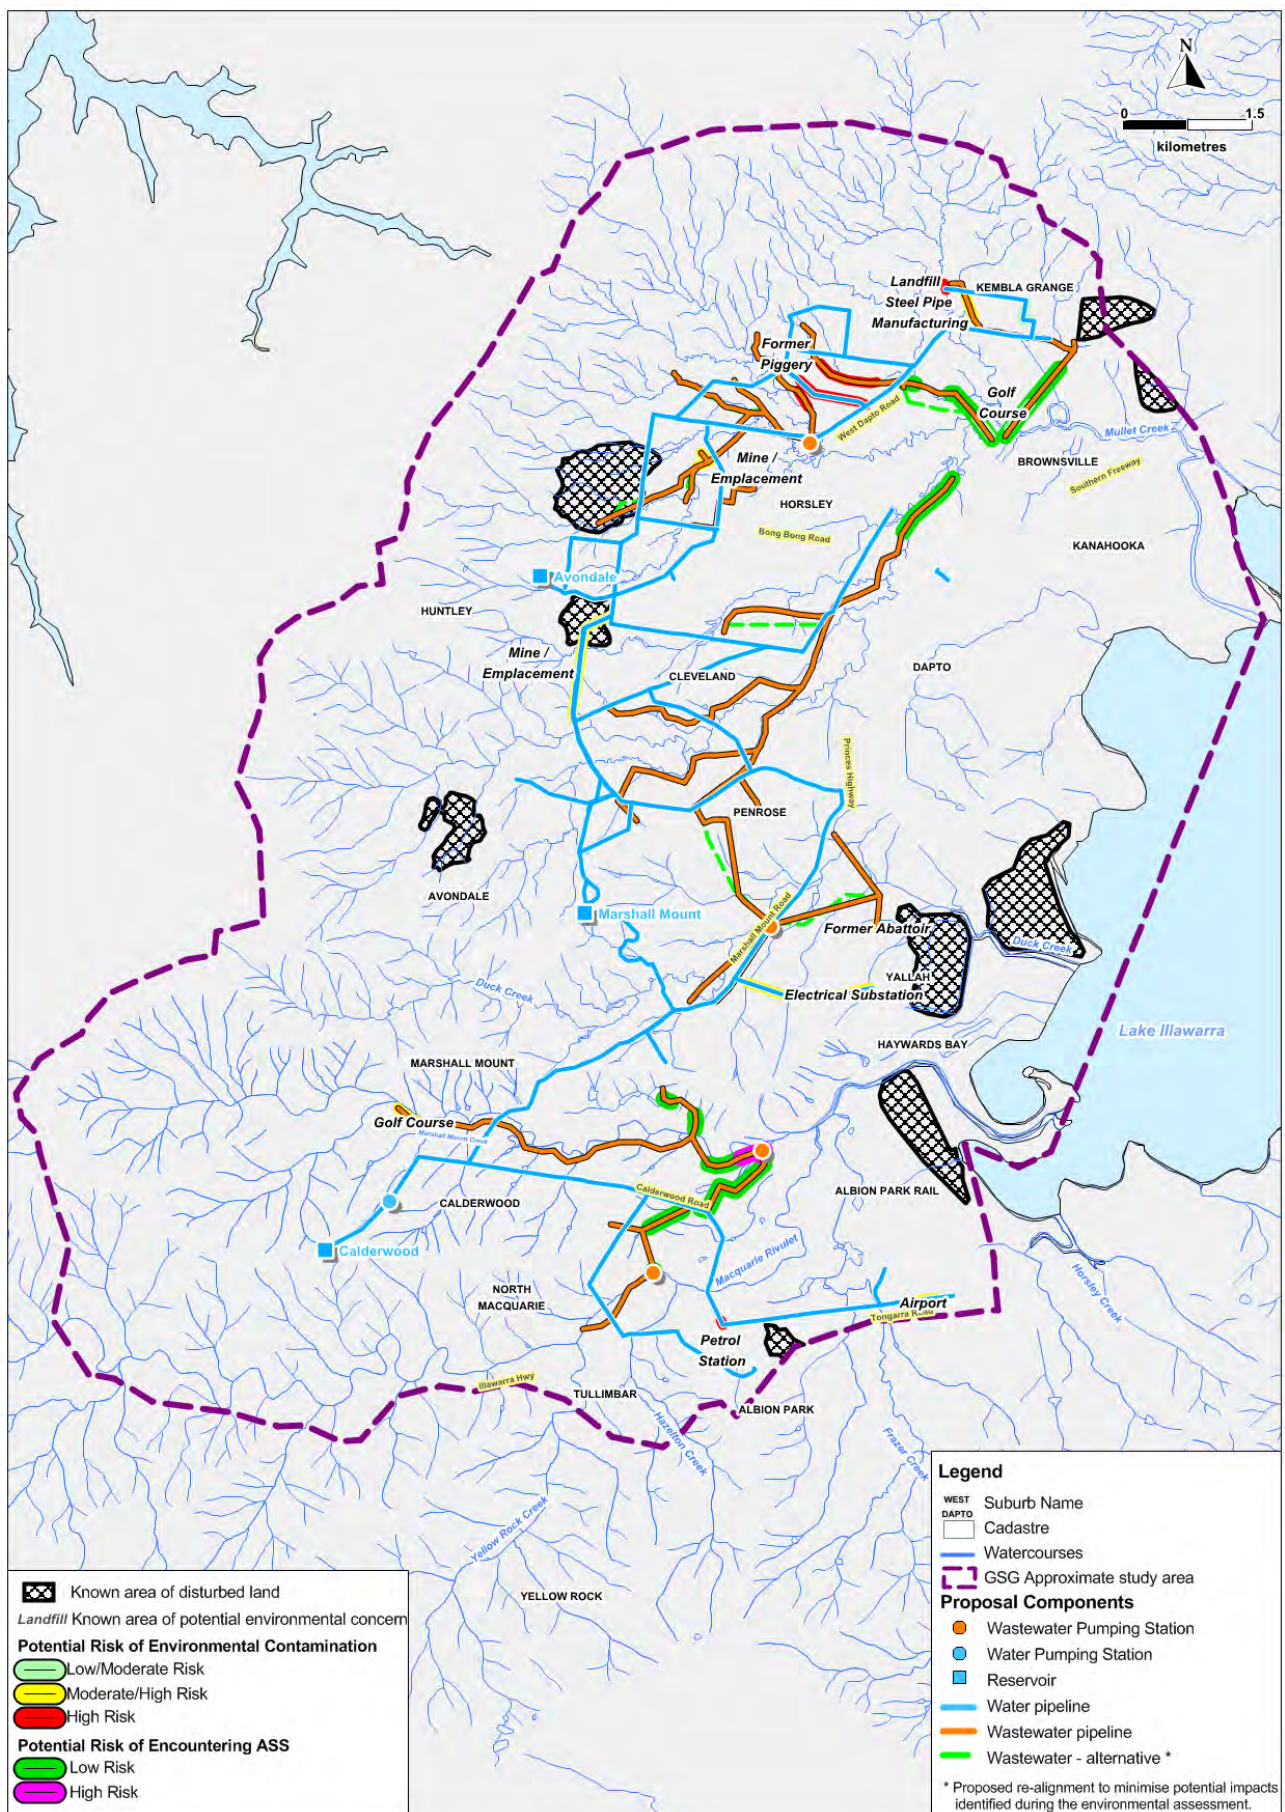 N
0 1.5
kilometres
Landfill
KEMBLA GRANGE
Steel Pipe
Manufacturing
Former
Piggery
Golf
Course
West Dapto Road
Mullet Creek
BROWNSVILLE
Southern Freeway
Mine /
Emplacement
HORSLEY
Bong Bong Road
KANAHOOKA
Avondale
HUNTLEY
Mine /
Emplacement
CLEVELAND
DAPTO
Princes Highway
PENROSE
AVONDALE
Marshall Mount
Marshall Mount Road
Former Abattoir
Duck Creek
YALLAH
Duck Creek
Electrical Substation
Lake Illawarra
HAYWARDS BAY
MARSHALL MOUNT
Golf Course
Marshall Mount Creek
ALBION PARK RAIL
Calderwood Road
CALDERWOOD
Calderwood
Macquarie Rivulet
Horsley Creek
NORTH
MACQUARIE
Airport
Tongarra Road
Petrol
Station
Illawarra Hwy
TULLIMBAR
ALBION PARK
Hazelton Creek
Frazer Creek
Yellow Rock Creek
YELLOW ROCK
Known area of disturbed land
Landfill Known area of potential environmental concern
Potential Risk of Environmental Contamination
Low/Moderate Risk
Moderate/High Risk
High Risk
Potential Risk of Encountering ASS
Low Risk
High Risk
Legend
WEST
DAPTO
Suburb Name
Cadastre
Watercourses
GSG Approximate study area
Proposal Components
Wastewater Pumping Station
Water Pumping Station
Reservoir
Water pipeline
Wastewater pipeline
Wastewater - alternative *
* Proposed re-alignment to minimise potential impacts
identified during the environmental assessment.